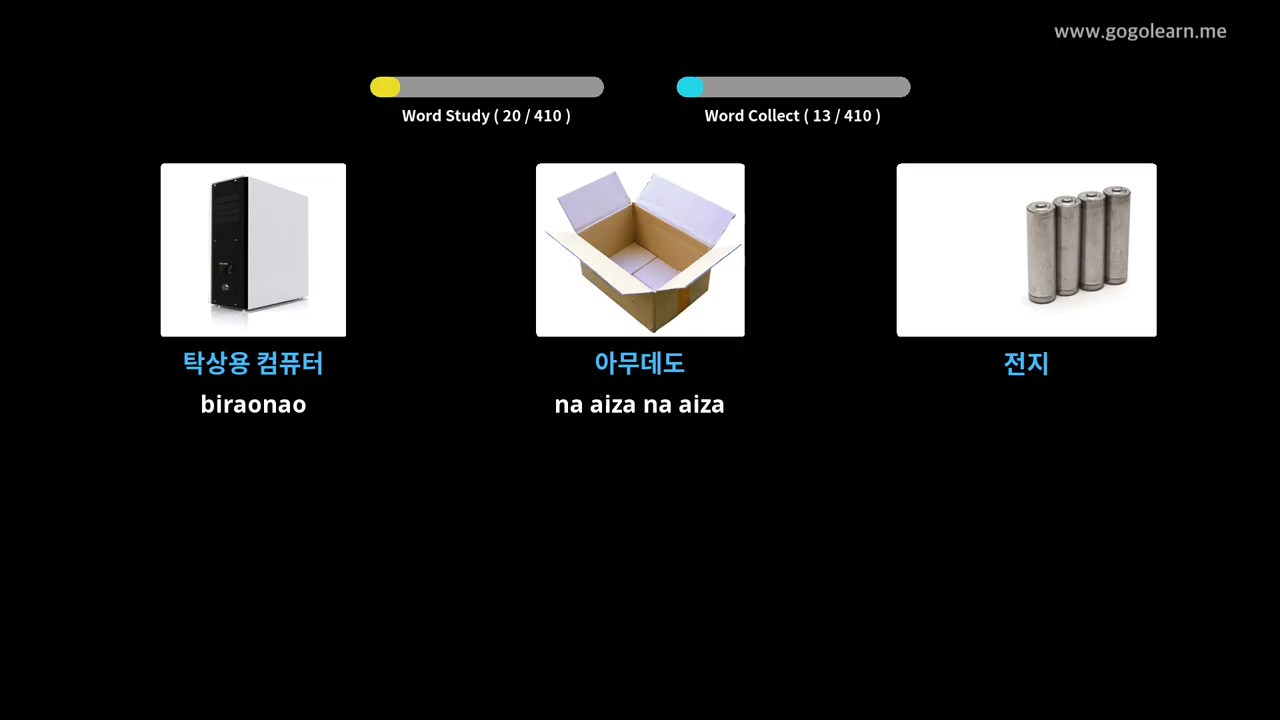 www.gogolearn.me
Word Study ( 20 / 410 )
Word Collect ( 13 / 410 )
탁상용 컴퓨터
biraonao
아무데도
na aiza na aiza
전지